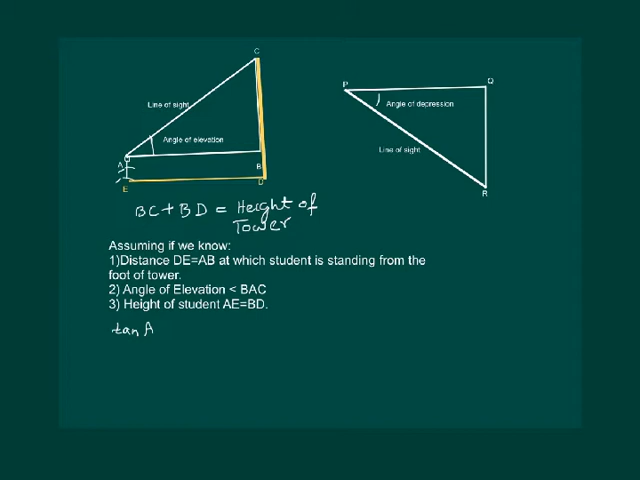 C
Line of sight
Angle of elevation
A
B
E
D
P
Q
Angle of depression
Line of sight
R
BC+BD = Height of
Tower
Assuming if we know:
1)Distance DE=AB at which student is standing from the
foot of tower.
2) Angle of Elevation < BAC
3) Height of student AE=BD.
tan A